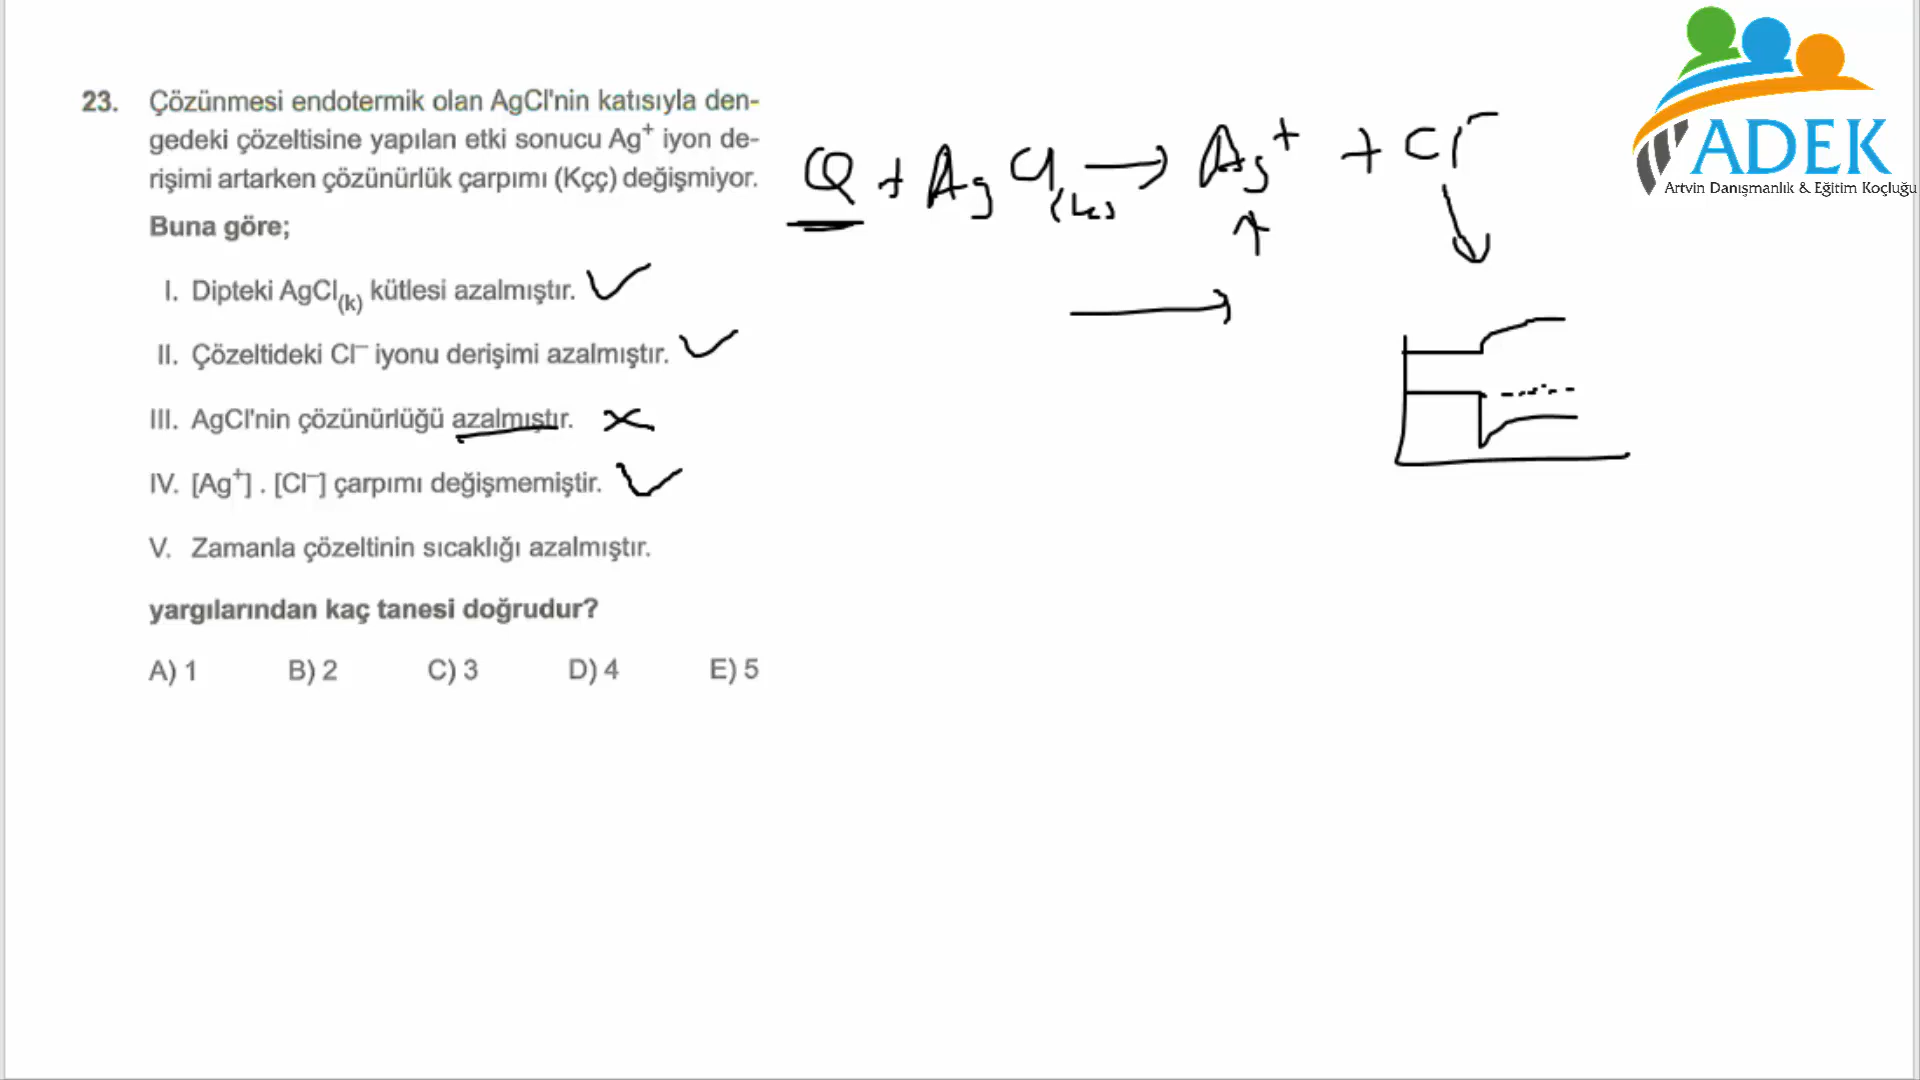 23. Çözünmesi endotermik olan AgCl'nin katısıyla den-
gedeki çözeltisine yapılan etki sonucu Ag⁺ iyon de-
rişimi artarken çözünürlük çarpımı (Kçç) değişmiyor.
Buna göre;
I. Dipteki AgCl(k) kütlesi azalmıştır. ✓
II. Çözeltideki Cl⁻ iyonu derişimi azalmıştır. ✓
III. AgCl'nin çözünürlüğü azalmıştır. ×
IV. [Ag⁺] . [Cl⁻] çarpımı değişmemiştir. ✓
V. Zamanla çözeltinin sıcaklığı azalmıştır.
yargılarından kaç tanesi doğrudur?
A) 1 B) 2 C) 3 D) 4 E) 5
Q + AgCl(k) → Ag⁺ + Cl⁻
ADEK
Artvin Danışmanlık & Eğitim Koçluğu